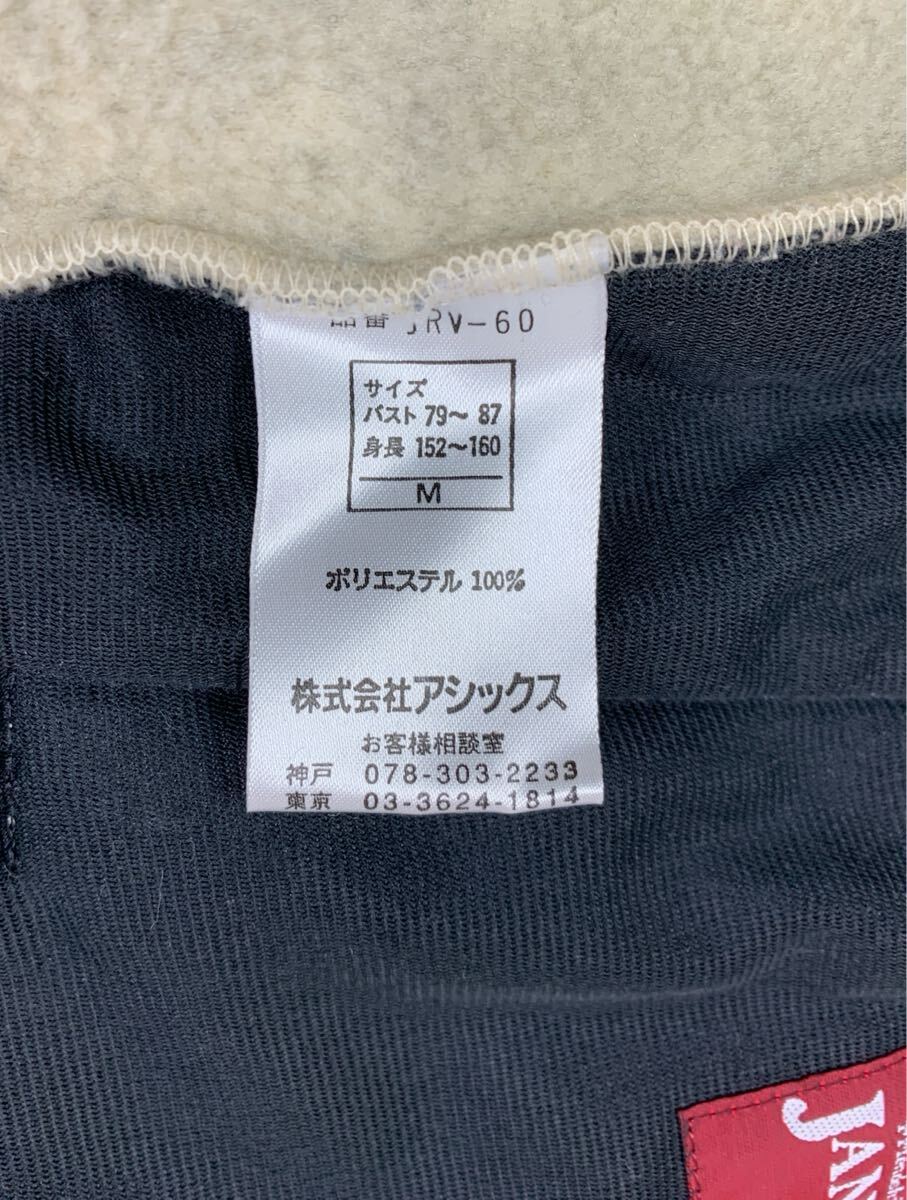 品番 JRV-60
サイズ
バスト 79～ 87
身長 152～160
M
ポリエステル 100%
株式会社アシックス
お客様相談室
神戸 078-303-2233
東京 03-3624-1814
JAN